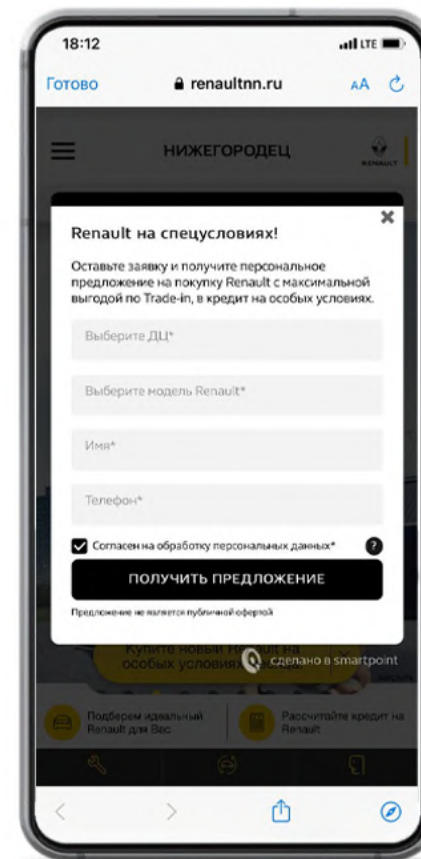 18:12
LTE
Готово
renaultnn.ru
AA
НИЖЕГОРОДЕЦ
RENAULT
Renault на спецусловиях!
Оставьте заявку и получите персональное
предложение на покупку Renault с максимальной
выгодой по Trade-in, в кредит на особых условиях.
Выберите ДЦ*
Выберите модель Renault*
Имя*
Телефон*
Согласен на обработку персональных данных*
?
ПОЛУЧИТЬ ПРЕДЛОЖЕНИЕ
Предложение не является публичной офертой
Купите новый Renault на
особых условиях
сделано в smartpoint
Подберем идеальный
Renault для Вас
Рассчитайте кредит на
Renault